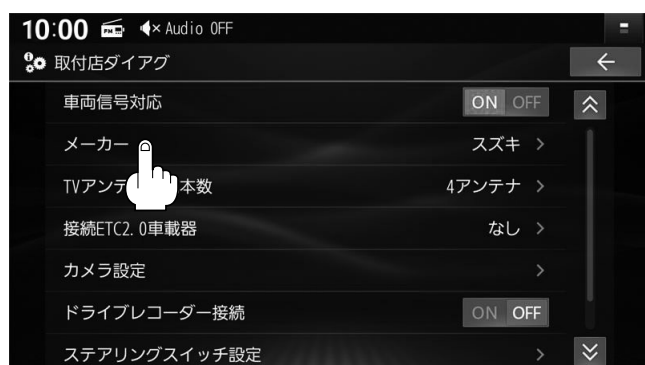 10:00 FM × Audio OFF
取付店ダイアグ
車両信号対応 ON OFF
メーカー スズキ
TVアンテ 本数 4アンテナ
接続ETC2.0車載器 なし
カメラ設定
ドライブレコーダー接続 ON OFF
ステアリングスイッチ設定